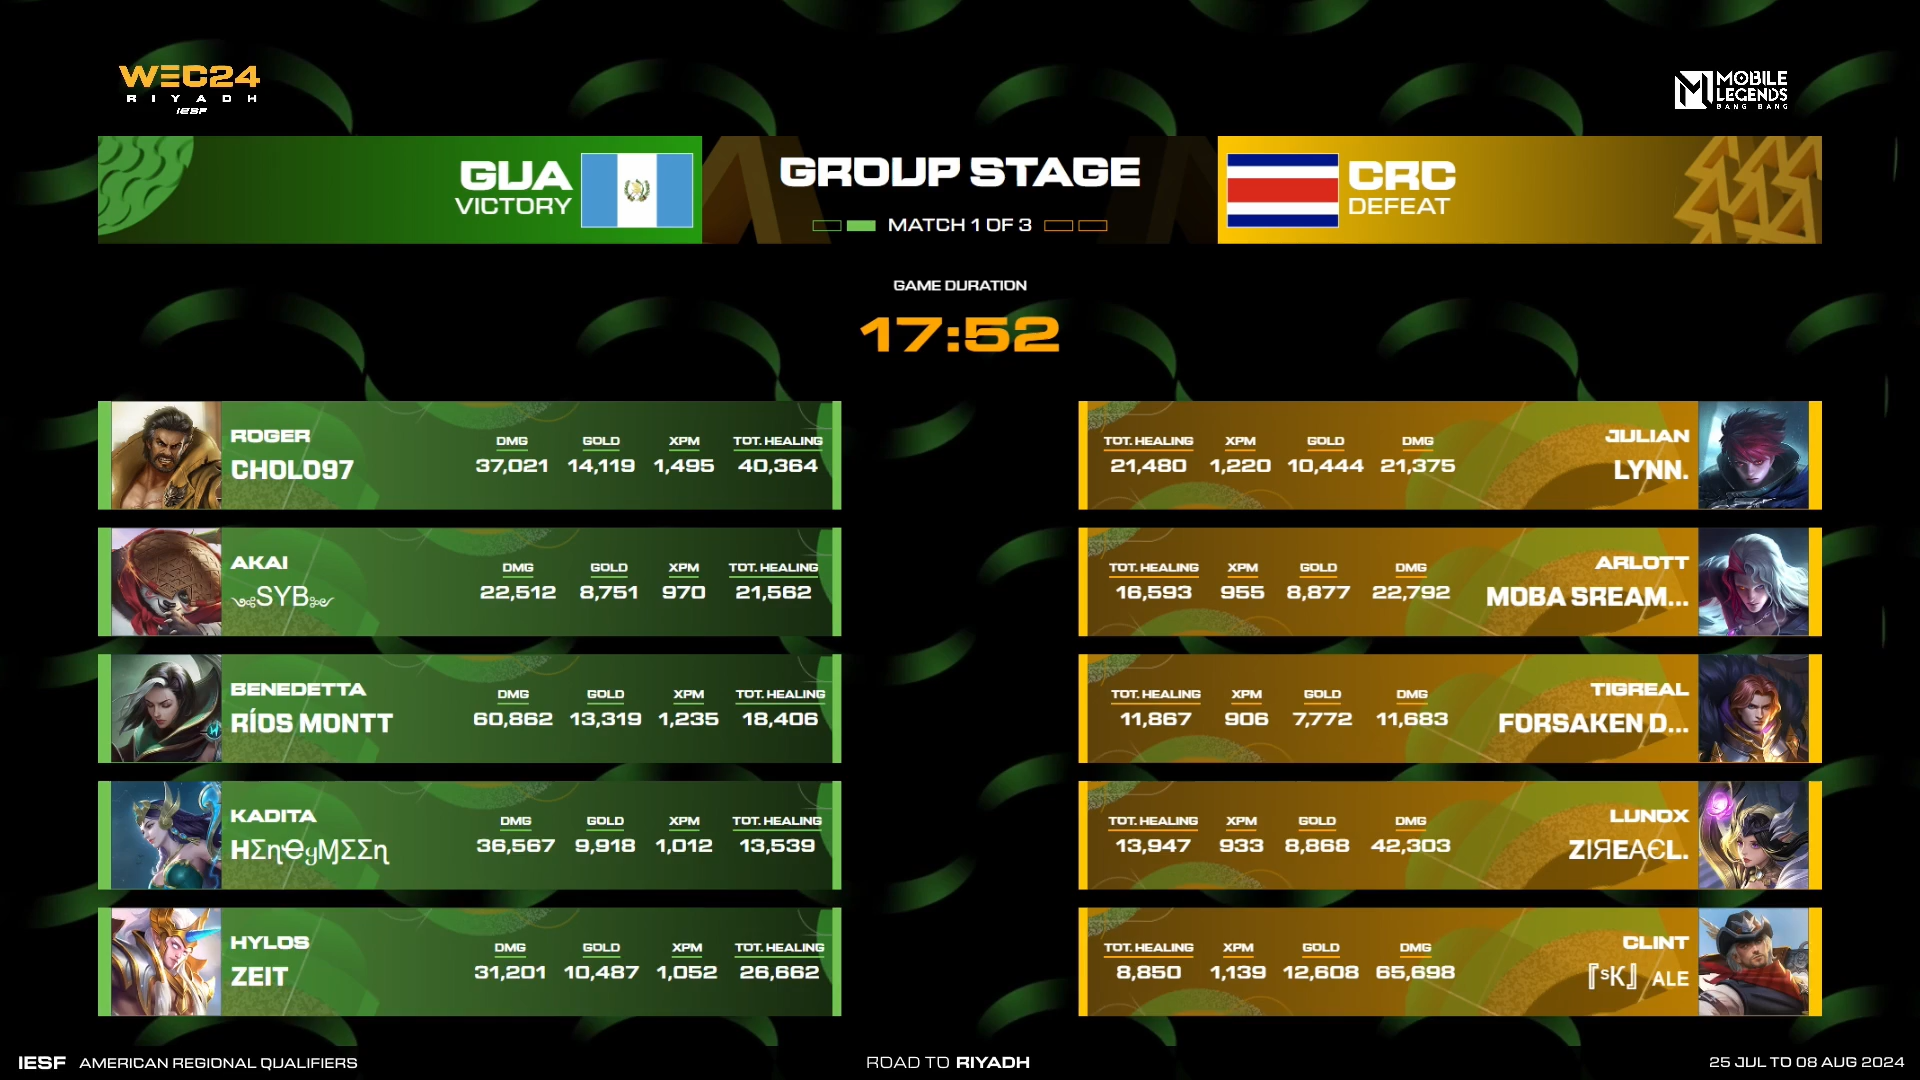 WEC24
RIYADH
IESF
MOBILE
LEGENDS
BANG BANG
GUA
VICTORY
GROUP STAGE
MATCH 1 OF 3
CRC
DEFEAT
GAME DURATION
17:52
ROGER
CHOLO97
DMG GOLD XPM TOT. HEALING
37,021 14,119 1,495 40,364
AKAI
SYB
DMG GOLD XPM TOT. HEALING
22,512 8,751 970 21,562
BENEDETTA
RÍOS MONTT
DMG GOLD XPM TOT. HEALING
60,862 13,319 1,235 18,406
KADITA
DMG GOLD XPM TOT. HEALING
36,567 9,918 1,012 13,539
HYLOS
ZEIT
DMG GOLD XPM TOT. HEALING
31,201 10,487 1,052 26,662
TOT. HEALING XPM GOLD DMG
21,480 1,220 10,444 21,375
JULIAN
LYNN.
TOT. HEALING XPM GOLD DMG
16,593 955 8,877 22,792
ARLOTT
MOBA SREAM...
TOT. HEALING XPM GOLD DMG
11,867 906 7,772 11,683
TIGREAL
FORSAKEN D...
TOT. HEALING XPM GOLD DMG
13,947 933 8,868 42,303
LUNOX
ZIЯEAЄL.
TOT. HEALING XPM GOLD DMG
8,850 1,139 12,608 65,698
CLINT
『ˢK』 ALE
IESF AMERICAN REGIONAL QUALIFIERS
ROAD TO RIYADH
25 JUL TO 08 AUG 2024